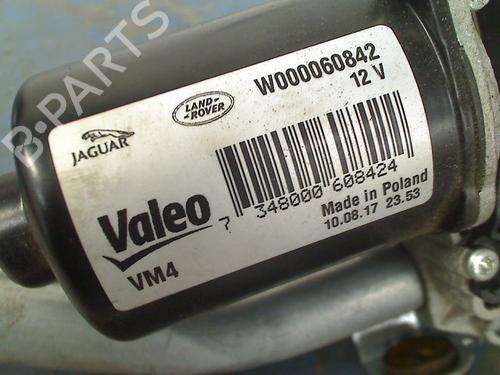 B-PARTS
JAGUAR
LAND-
ROVER
W000060842
12 V
Valeo
7 348000 608424
Made in Poland
10.08.17 23.53
VM4